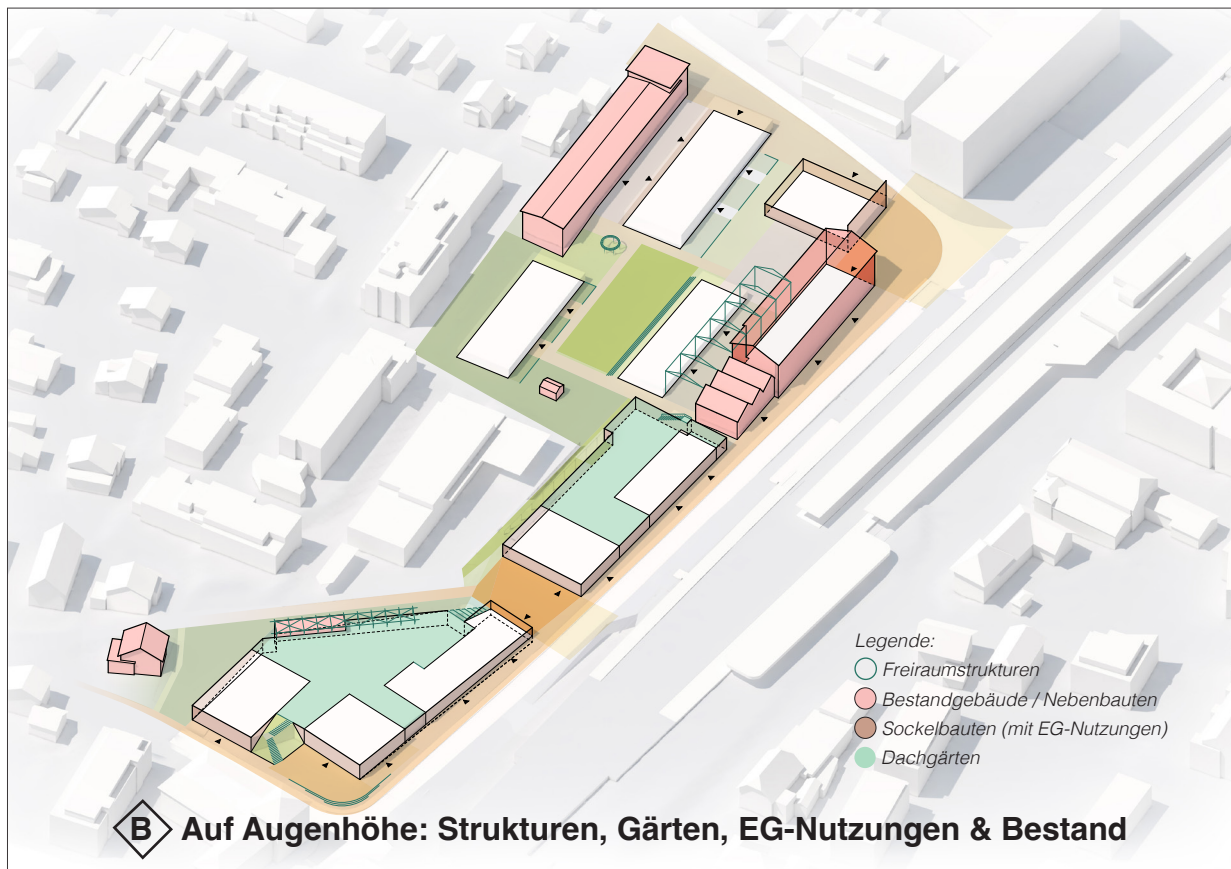 Legende:
Freiraumstrukturen
Bestandgebäude / Nebenbauten
Sockelbauten (mit EG-Nutzungen)
Dachgärten
B Auf Augenhöhe: Strukturen, Gärten, EG-Nutzungen & Bestand